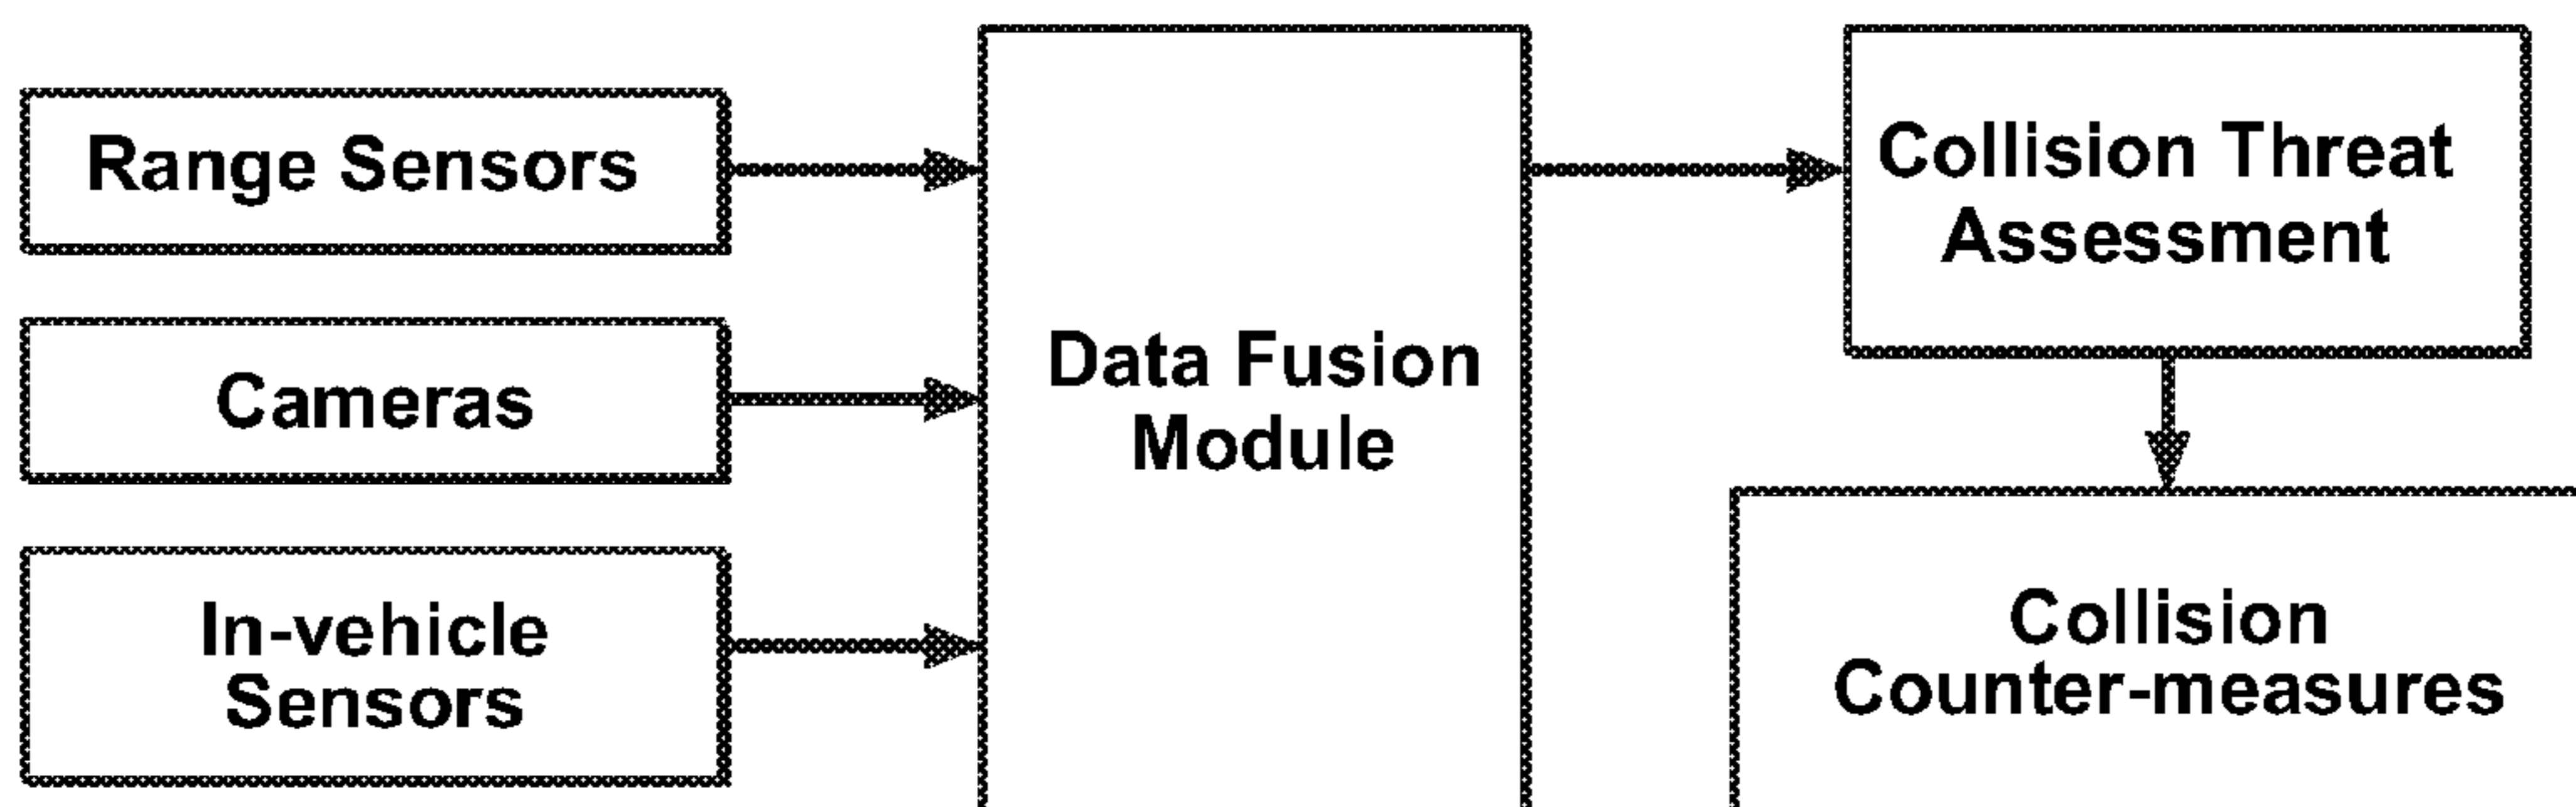 Range Sensors
Cameras
In-vehicle
Sensors
Data Fusion
Module
Collision Threat
Assessment
Collision
Counter-measures